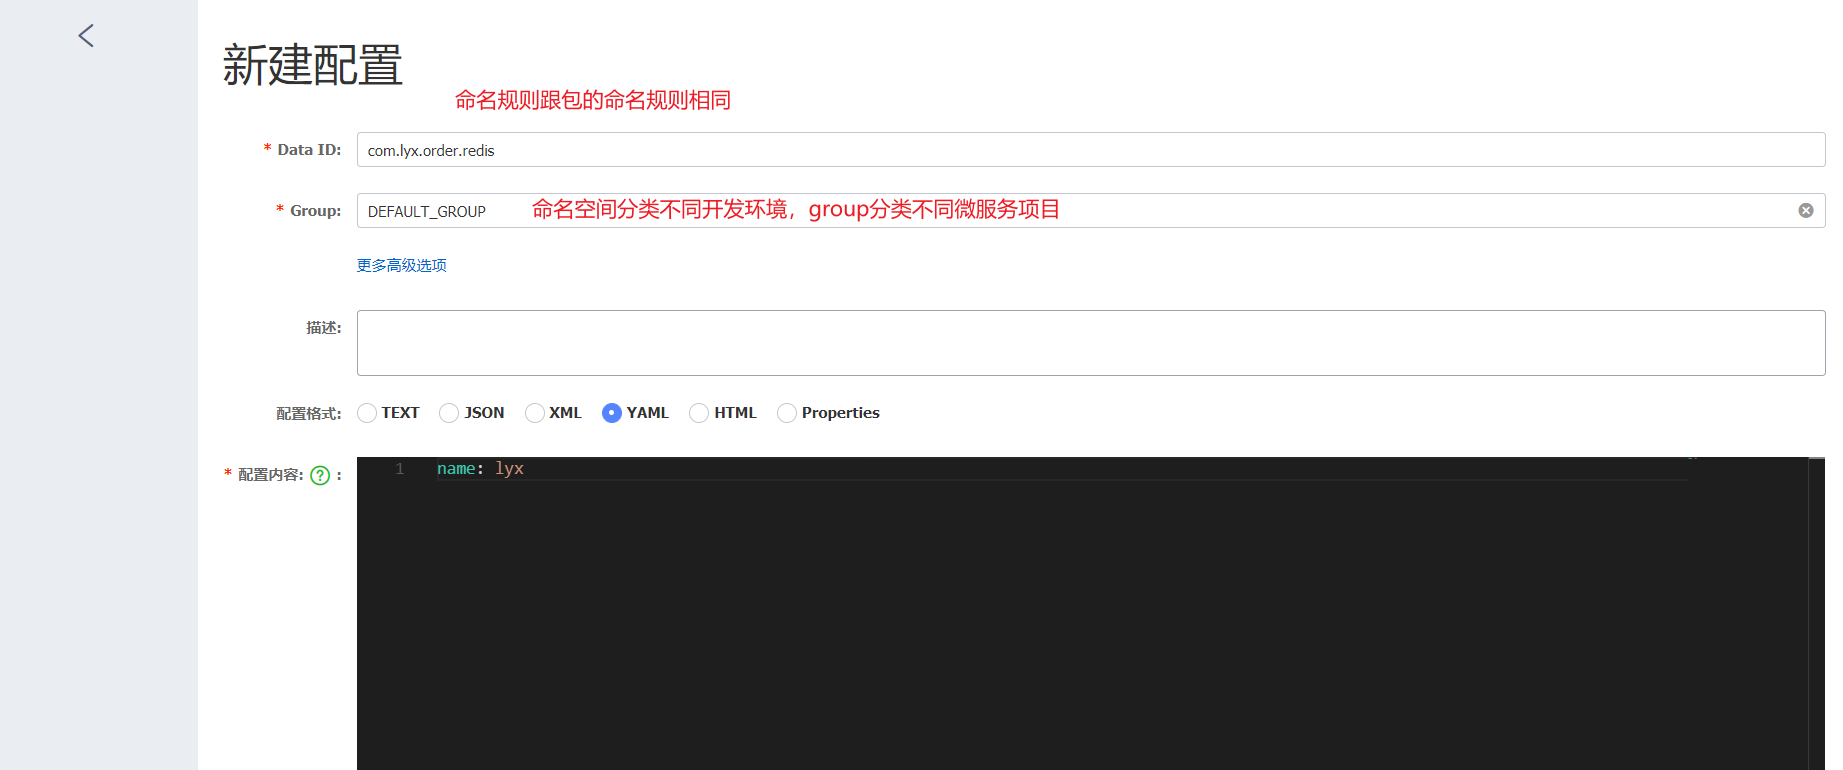 新建配置
命名规则跟包的命名规则相同
* Data ID: com.lyx.order.redis
* Group: DEFAULT_GROUP 命名空间分类不同开发环境，group分类不同微服务项目
更多高级选项
描述:
配置格式: TEXT JSON XML YAML HTML Properties
* 配置内容: ? :
1 name: lyx